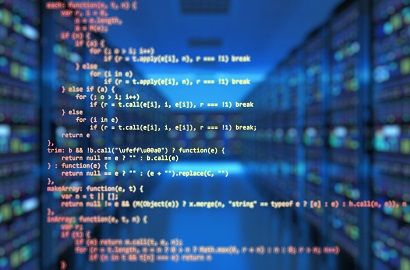 each: function(e, t, n) {
var r, i = 0,
o = e.length,
a = M(e);
if (n) {
if (a) {
for (; o > i; i++)
if (r = t.apply(e[i], n), r === !1) break
} else
for (i in e)
if (r = t.apply(e[i], n), r === !1) break
} else if (a) {
for (; o > i; i++)
if (r = t.call(e[i], i, e[i]), r === !1) break
} else
for (i in e)
if (r = t.call(e[i], i, e[i]), r === !1) break;
return e
},
trim: b && !b.call("\ufeff\u00a0") ? function(e) {
return null == e ? "" : b.call(e)
} : function(e) {
return null == e ? "" : (e + "").replace(C, "")
},
makeArray: function(e, t) {
var n = t || [];
return null != e && (M(Object(e)) ? x.merge(n, "string" == typeof e ? [e] : e) : h.call(n, e)), n
},
inArray: function(e, t, n) {
var r;
if (t) {
if (m) return m.call(t, e, n);
for (r = t.length, n = n ? 0 > n ? Math.max(0, r + n) : n : 0; r > n; n++)
if (n in t && t[n] === e) return n
}